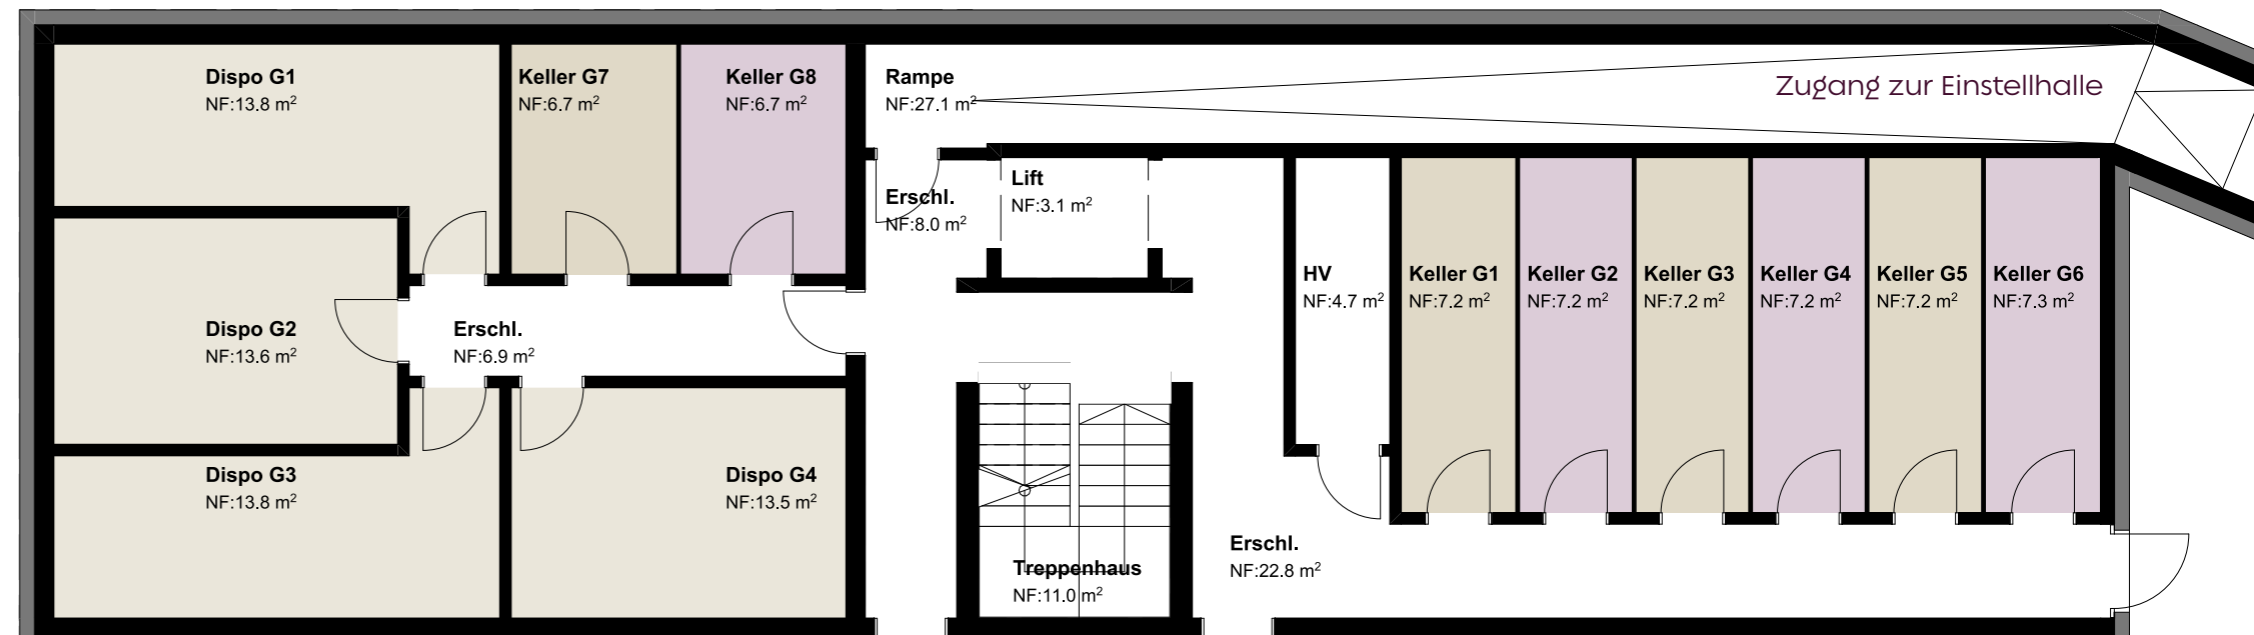 Dispo G1
NF:13.8 m²
Keller G7
NF:6.7 m²
Keller G8
NF:6.7 m²
Rampe
NF:27.1 m²
Zugang zur Einstellhalle
Erschl.
NF:8.0 m²
Lift
NF:3.1 m²
HV
NF:4.7 m²
Keller G1
NF:7.2 m²
Keller G2
NF:7.2 m²
Keller G3
NF:7.2 m²
Keller G4
NF:7.2 m²
Keller G5
NF:7.2 m²
Keller G6
NF:7.3 m²
Dispo G2
NF:13.6 m²
Erschl.
NF:6.9 m²
Dispo G3
NF:13.8 m²
Dispo G4
NF:13.5 m²
Treppenhaus
NF:11.0 m²
Erschl.
NF:22.8 m²